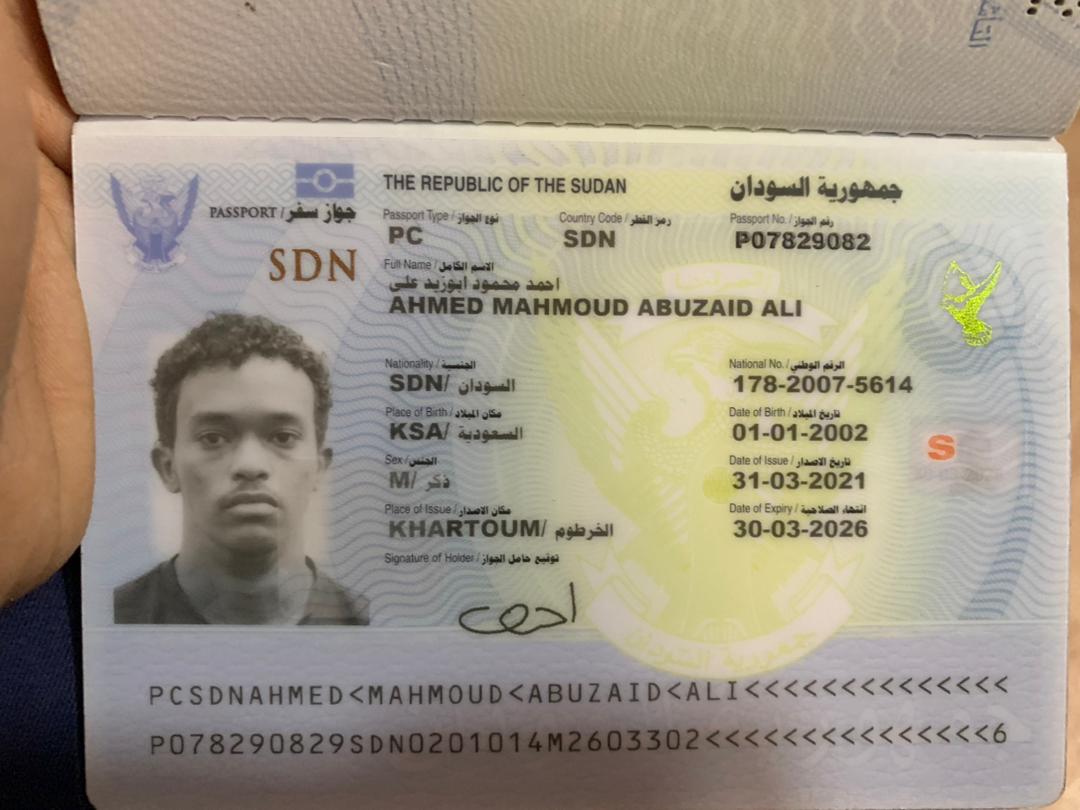 THE REPUBLIC OF THE SUDAN جمهورية السودان
PASSPORT / جواز سفر
SDN
Passport Type / نوع الجواز
PC
Country Code / رمز القطر
SDN
Passport No. / رقم الجواز
P07829082
Full Name / الاسم الكامل
احمد محمود ابوزيد على
AHMED MAHMOUD ABUZAID ALI
Nationality / الجنسية
SDN/ السودان
National No. / الرقم الوطني
178-2007-5614
Place of Birth / مكان الميلاد
KSA/ السعودية
Date of Birth / تاريخ الميلاد
01-01-2002
Sex / الجنس
M/ ذكر
Date of Issue / تاريخ الاصدار
31-03-2021
S
Place of Issue / مكان الاصدار
KHARTOUM/ الخرطوم
Date of Expiry / انتهاء الصلاحية
30-03-2026
Signature of Holder / توقيع حامل الجواز
احمد
جمهورية السودان
PCSDNAHMED<MAHMOUD<ABUZAID<ALI<<<<<<<<<<<<<<
P078290829SDN0201014M2603302<<<<<<<<<<<<<<<6